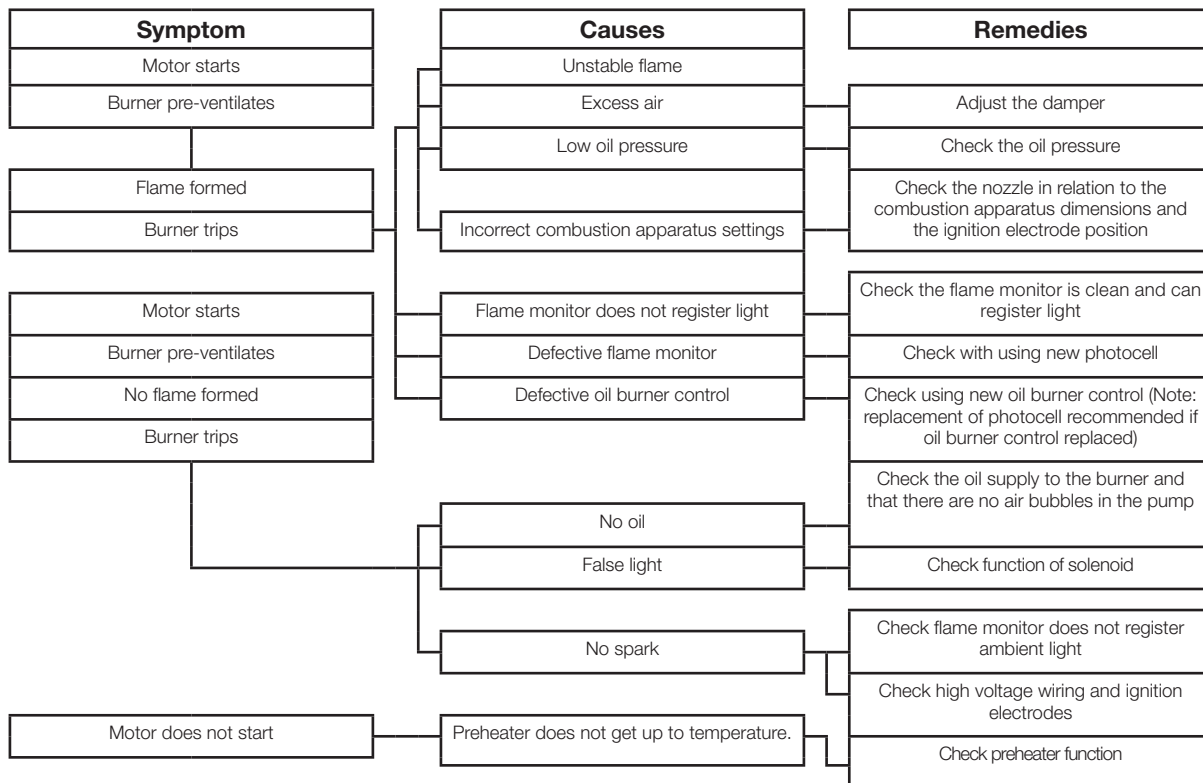 Symptom
Motor starts
Burner pre-ventilates
Flame formed
Burner trips
Motor starts
Burner pre-ventilates
No flame formed
Burner trips
Motor does not start
Causes
Unstable flame
Excess air
Low oil pressure
Incorrect combustion apparatus settings
Flame monitor does not register light
Defective flame monitor
Defective oil burner control
No oil
False light
No spark
Preheater does not get up to temperature.
Remedies
Adjust the damper
Check the oil pressure
Check the nozzle in relation to the
combustion apparatus dimensions and
the ignition electrode position
Check the flame monitor is clean and can
register light
Check with using new photocell
Check using new oil burner control (Note:
replacement of photocell recommended if
oil burner control replaced)
Check the oil supply to the burner and
that there are no air bubbles in the pump
Check function of solenoid
Check flame monitor does not register
ambient light
Check high voltage wiring and ignition
electrodes
Check preheater function